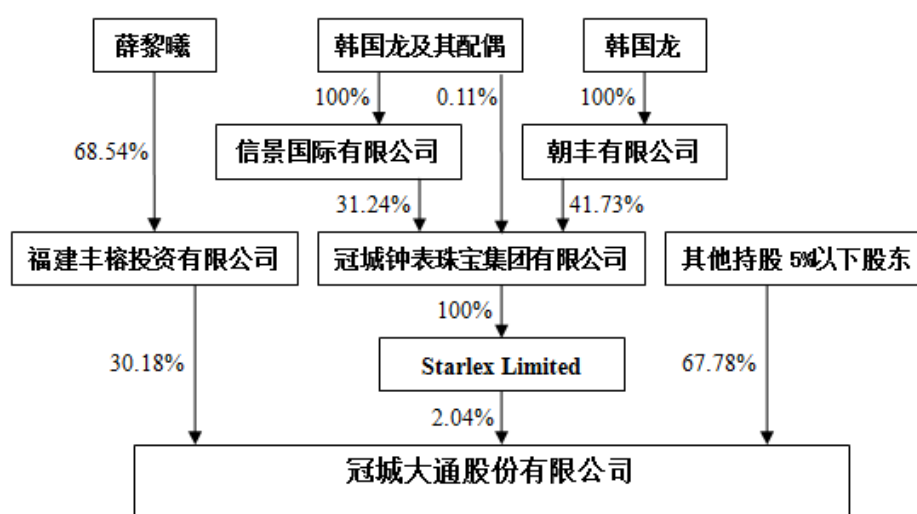 薛黎曦
韩国龙及其配偶
韩国龙
100%
0.11%
100%
68.54%
信景国际有限公司
朝丰有限公司
31.24%
41.73%
福建丰榕投资有限公司
冠城钟表珠宝集团有限公司
其他持股 5%以下股东
100%
30.18%
Starlex Limited
67.78%
2.04%
冠城大通股份有限公司